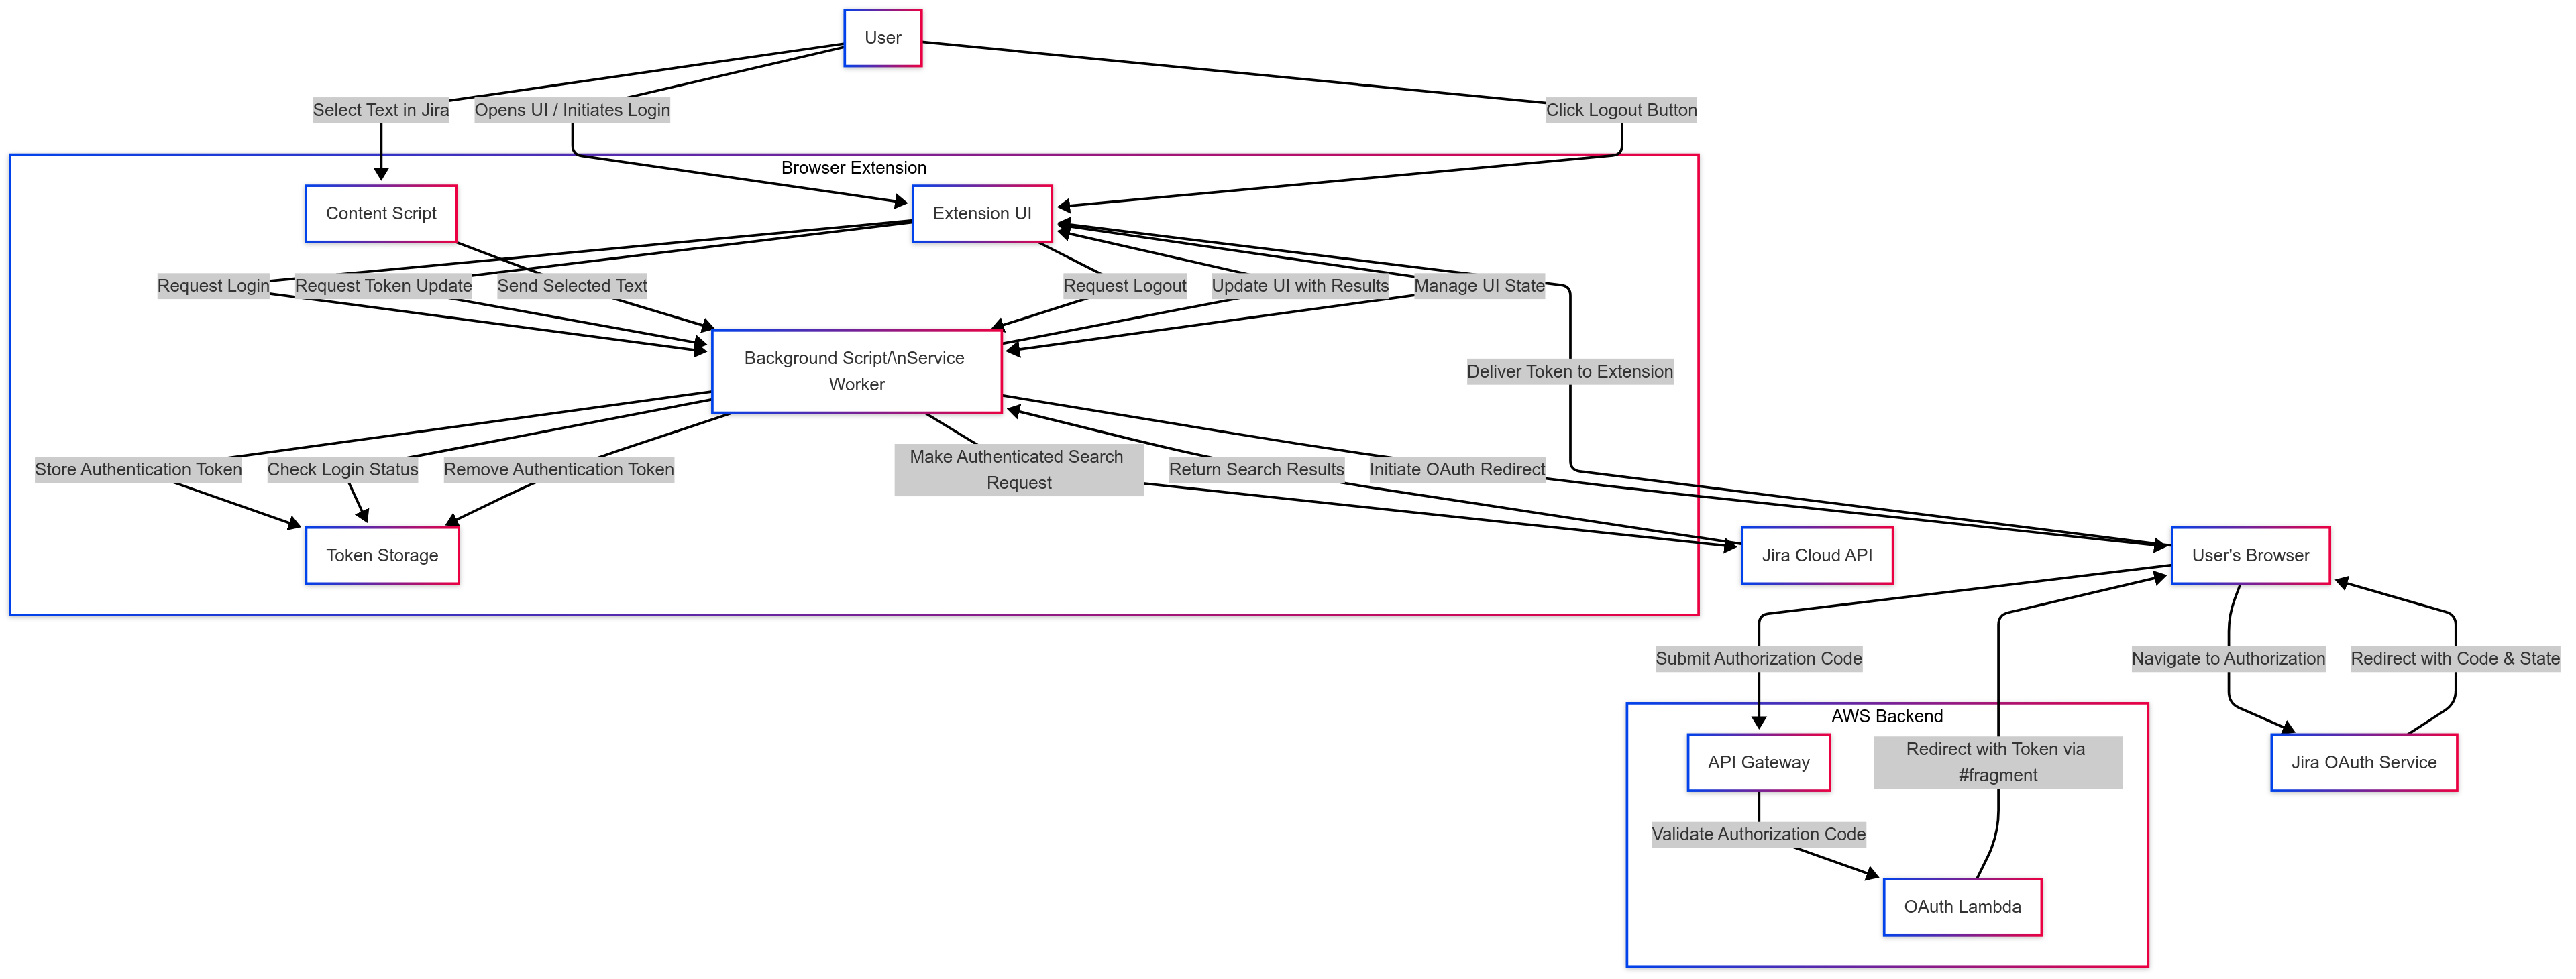 User
Select Text in Jira
Opens UI / Initiates Login
Click Logout Button
Browser Extension
Content Script
Extension UI
Request Login
Request Token Update
Send Selected Text
Request Logout
Update UI with Results
Manage UI State
Background Script/\nService
Worker
Deliver Token to Extension
Store Authentication Token
Check Login Status
Remove Authentication Token
Make Authenticated Search
Request
Return Search Results
Initiate OAuth Redirect
Token Storage
Jira Cloud API
User's Browser
Submit Authorization Code
Navigate to Authorization
Redirect with Code & State
AWS Backend
API Gateway
Redirect with Token via
#fragment
Jira OAuth Service
Validate Authorization Code
OAuth Lambda